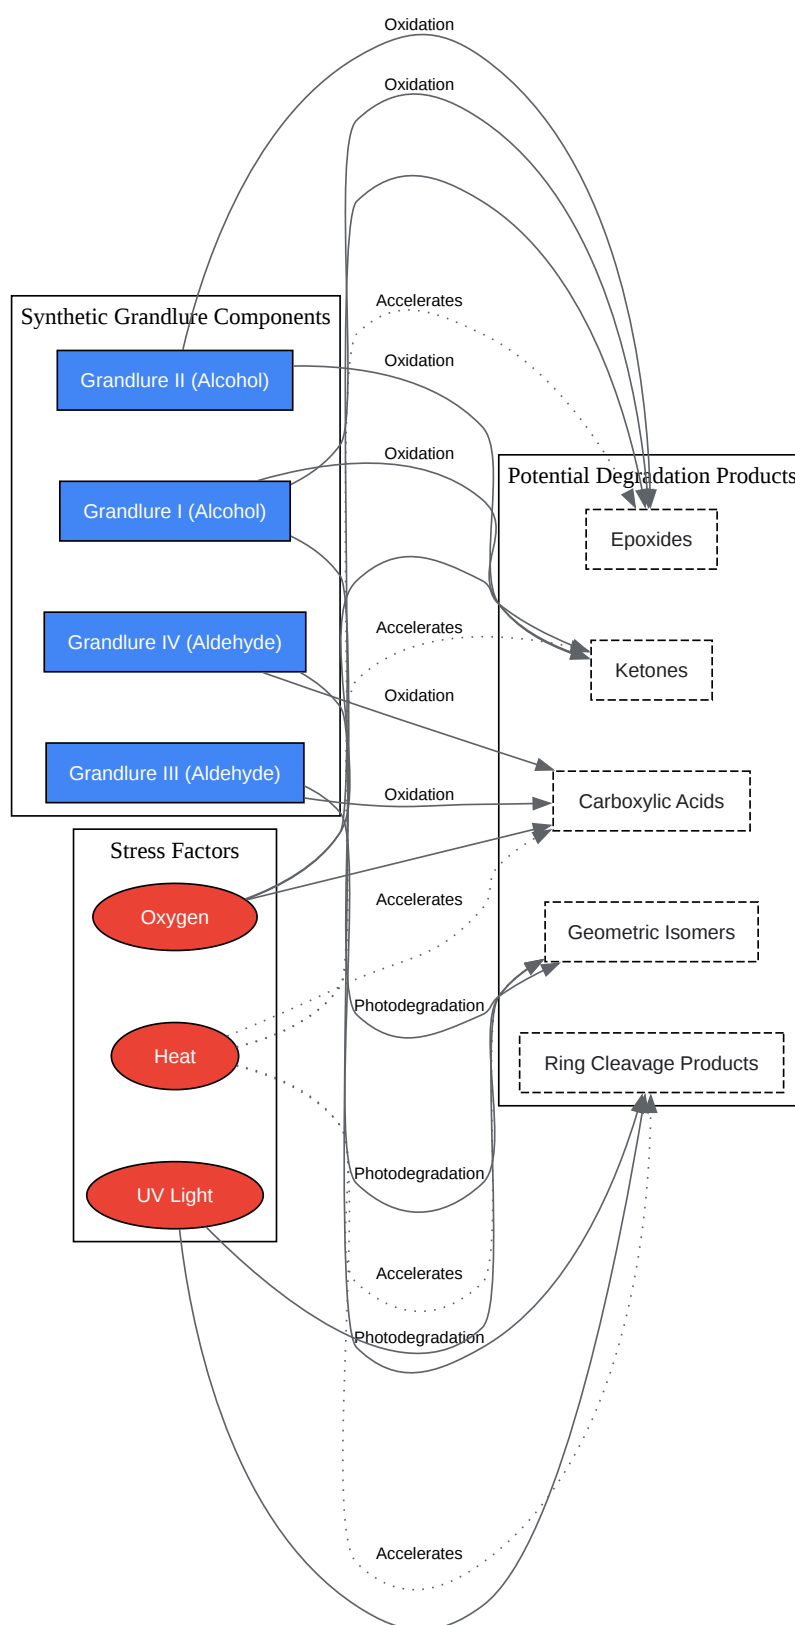 Oxidation
Oxidation
Accelerates
Synthetic Grandlure Components
Oxidation
Grandlure II (Alcohol)
Oxidation
Potential Degradation Products
Grandlure I (Alcohol)
Epoxides
Accelerates
Grandlure IV (Aldehyde)
Ketones
Oxidation
Grandlure III (Aldehyde)
Oxidation
Carboxylic Acids
Stress Factors
Accelerates
Oxygen
Geometric Isomers
Photodegradation
Heat
Ring Cleavage Products
Photodegradation
UV Light
Accelerates
Photodegradation
Accelerates